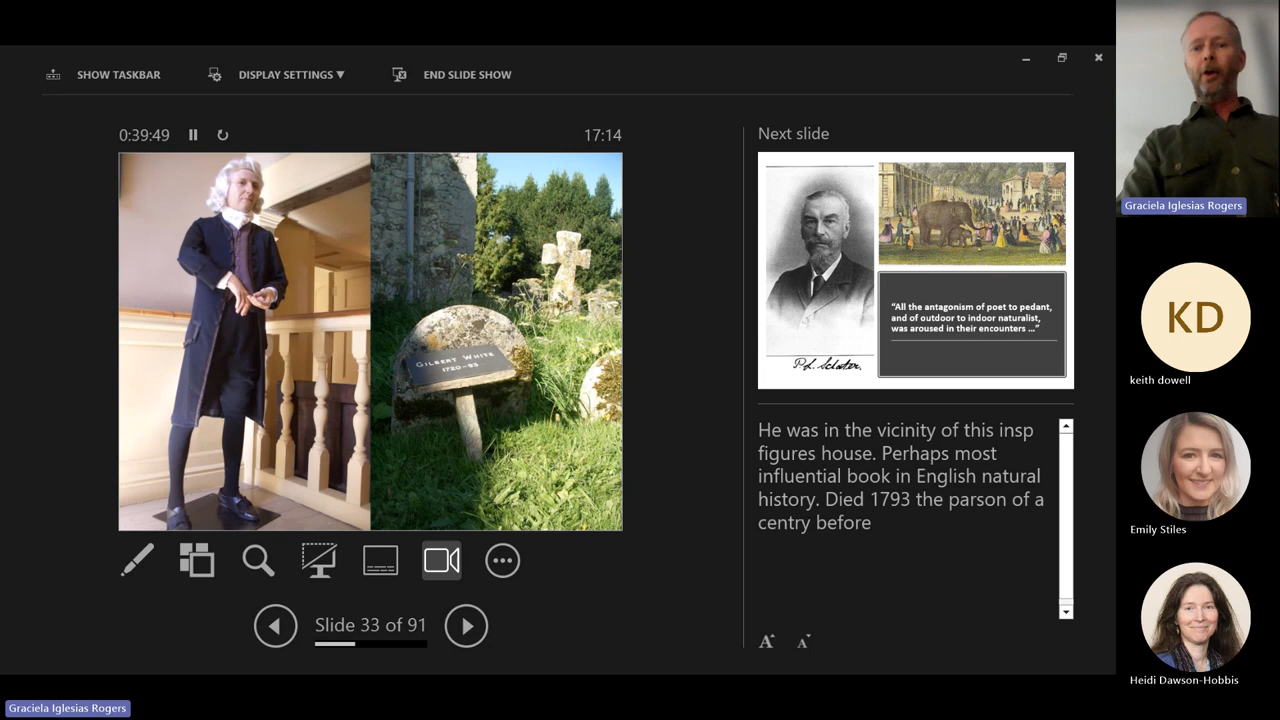 SHOW TASKBAR
DISPLAY SETTINGS ▼
END SLIDE SHOW
0:39:49
17:14
GILBERT WHITE
1720-93
Slide 33 of 91
Next slide
P. L. Sclater.
“All the antagonism of poet to pedant,
and of outdoor to indoor naturalist,
was aroused in their encounters ...”
He was in the vicinity of this insp
figures house. Perhaps most
influential book in English natural
history. Died 1793 the parson of a
centry before
A A
Graciela Iglesias Rogers
KD
keith dowell
Emily Stiles
Heidi Dawson-Hobbis
Graciela Iglesias Rogers